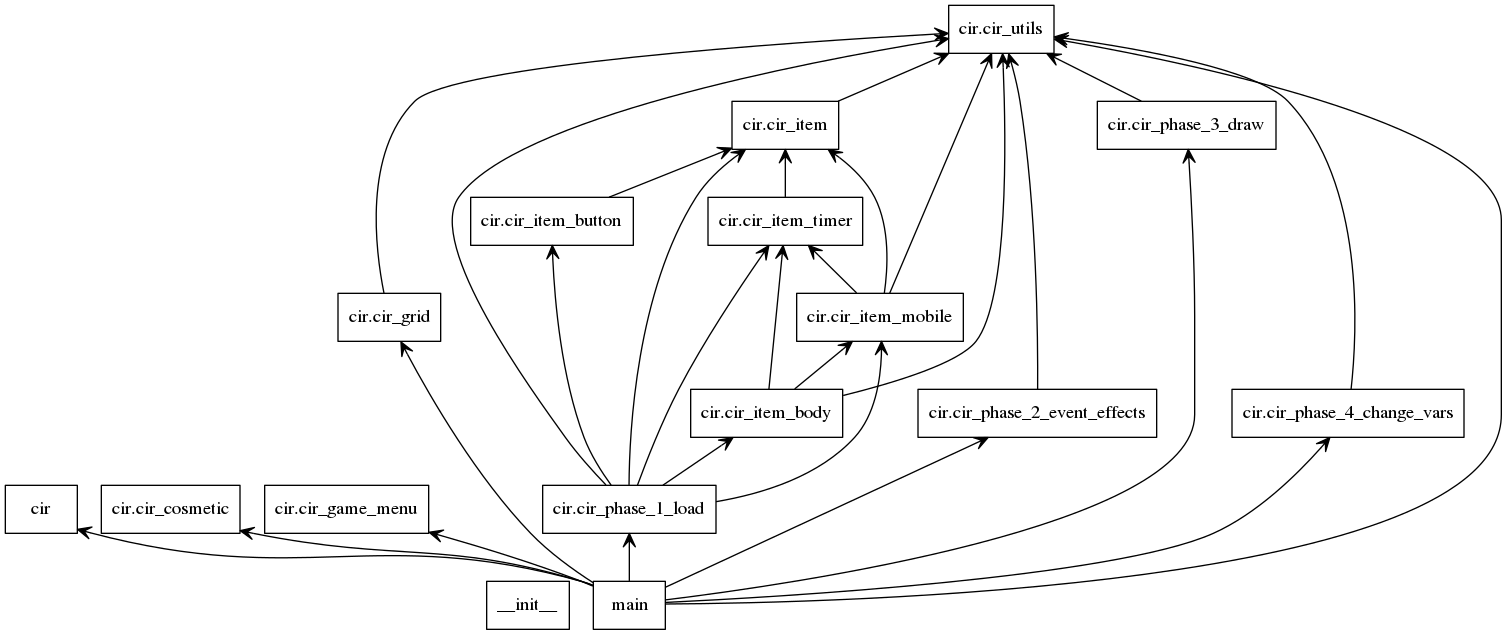 cir.cir_utils
cir.cir_item
cir.cir_phase_3_draw
cir.cir_item_button
cir.cir_item_timer
cir.cir_grid
cir.cir_item_mobile
cir.cir_item_body
cir.cir_phase_2_event_effects
cir.cir_phase_4_change_vars
cir
cir.cir_cosmetic
cir.cir_game_menu
cir.cir_phase_1_load
__init__
main